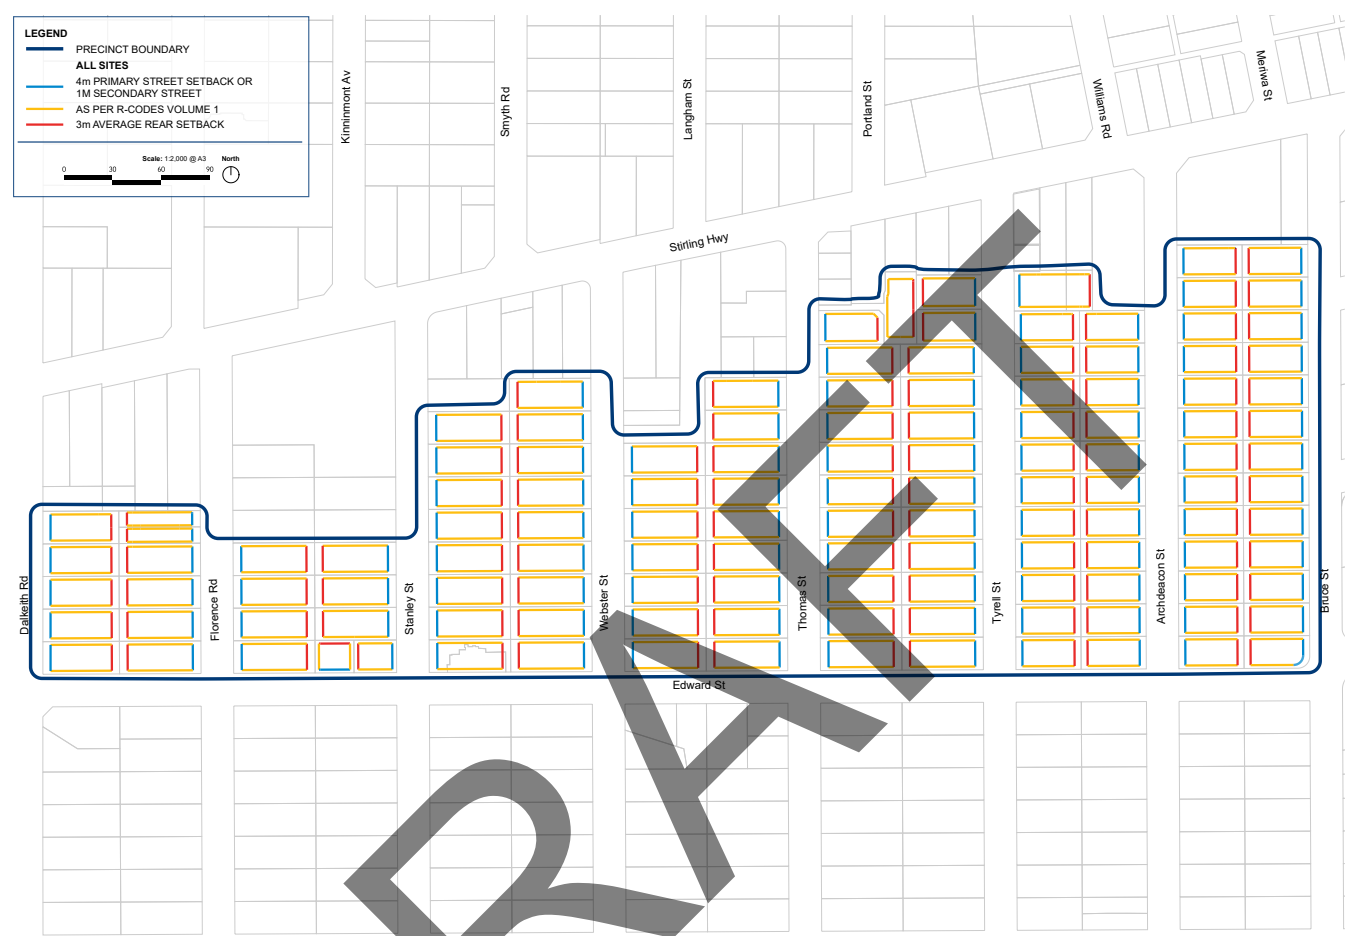 LEGEND
PRECINCT BOUNDARY
ALL SITES
4m PRIMARY STREET SETBACK OR
1M SECONDARY STREET
AS PER R-CODES VOLUME 1
3m AVERAGE REAR SETBACK
Scale: 1:2,000 @ A3 North
0 30 60 90
Kinninmont Av
Smyth Rd
Langham St
Portland St
Williams Rd
Meriwa St
Stirling Hwy
Dalkeith Rd
Florence Rd
Stanley St
Webster St
Thomas St
Tyrell St
Archdeacon St
Bruce St
Edward St
RAFT